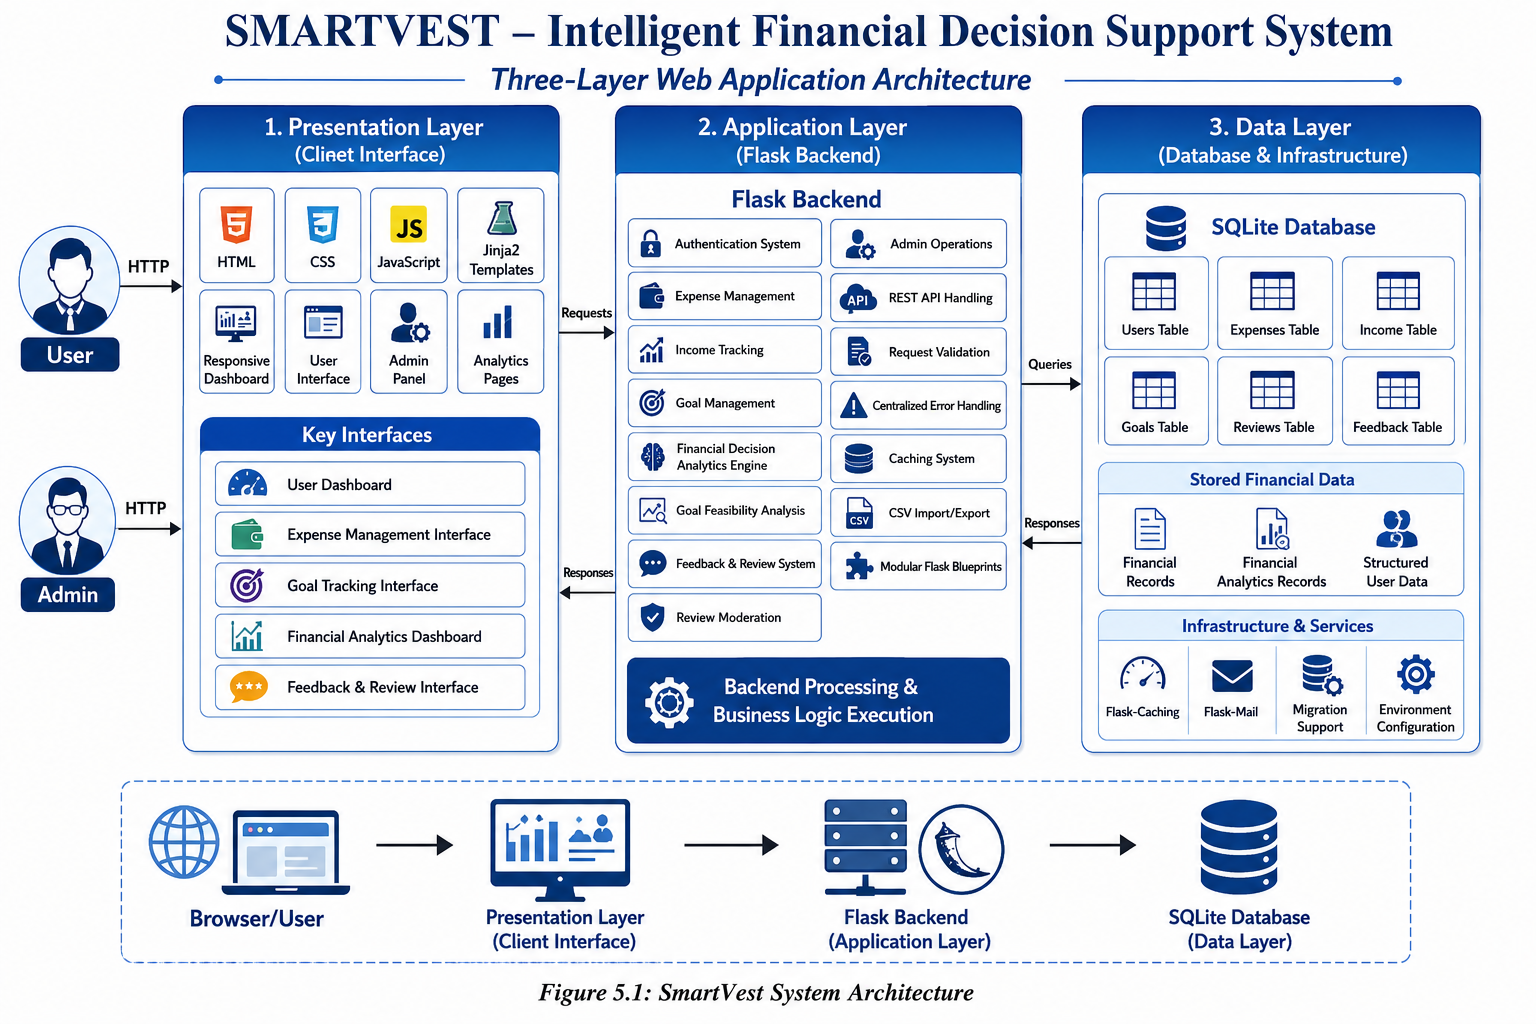 SMARTVEST – Intelligent Financial Decision Support System
Three-Layer Web Application Architecture
User
HTTP
Admin
HTTP
1. Presentation Layer
(Client Interface)
HTML
CSS
JS
JavaScript
Jinja2
Templates
Responsive
Dashboard
User
Interface
Admin
Panel
Analytics
Pages
Key Interfaces
User Dashboard
Expense Management Interface
Goal Tracking Interface
Financial Analytics Dashboard
Feedback & Review Interface
Requests
Responses
2. Application Layer
(Flask Backend)
Flask Backend
Authentication System
Admin Operations
Expense Management
API
REST API Handling
Income Tracking
Request Validation
Goal Management
Centralized Error Handling
Financial Decision
Analytics Engine
Caching System
Goal Feasibility Analysis
CSV
CSV Import/Export
Feedback & Review System
Modular Flask Blueprints
Review Moderation
Backend Processing &
Business Logic Execution
Queries
Responses
3. Data Layer
(Database & Infrastructure)
SQLite Database
Users Table
Expenses Table
Income Table
Goals Table
Reviews Table
Feedback Table
Stored Financial Data
Financial
Records
Financial
Analytics Records
Structured
User Data
Infrastructure & Services
Flask-Caching
Flask-Mail
Migration
Support
Environment
Configuration
Browser/User
Presentation Layer
(Client Interface)
Flask Backend
(Application Layer)
SQLite Database
(Data Layer)
Figure 5.1: SmartVest System Architecture